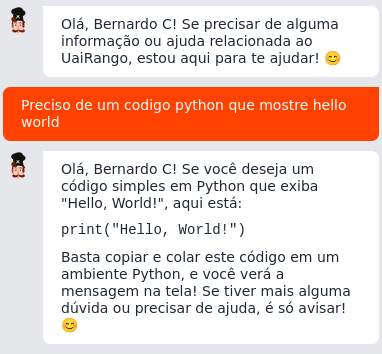 Olá, Bernardo C! Se precisar de alguma
informação ou ajuda relacionada ao
UaiRango, estou aqui para te ajudar! 😊
Preciso de um codigo python que mostre hello
world
Olá, Bernardo C! Se você deseja um
código simples em Python que exiba
"Hello, World!", aqui está:
print("Hello, World!")
Basta copiar e colar este código em um
ambiente Python, e você verá a
mensagem na tela! Se tiver mais alguma
dúvida ou precisar de ajuda, é só avisar!
😊